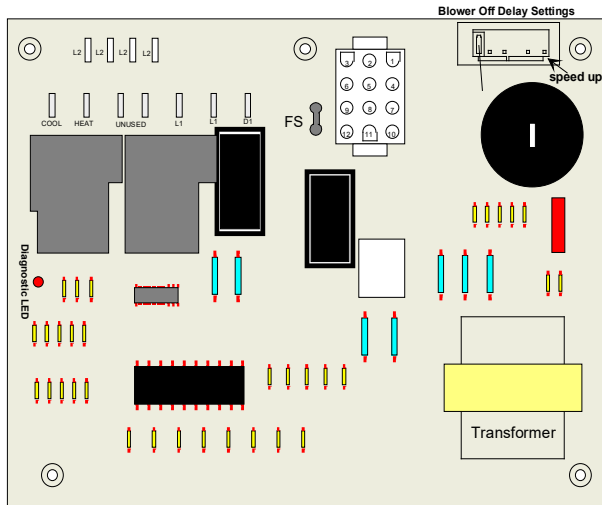 Blower Off Delay Settings
speed up
L2 L2 L2 L2
3 2 1
6 5 4
9 8 7
12 11 10
COOL HEAT UNUSED L1 L1 D1
FS
Diagnostic LED
Transformer